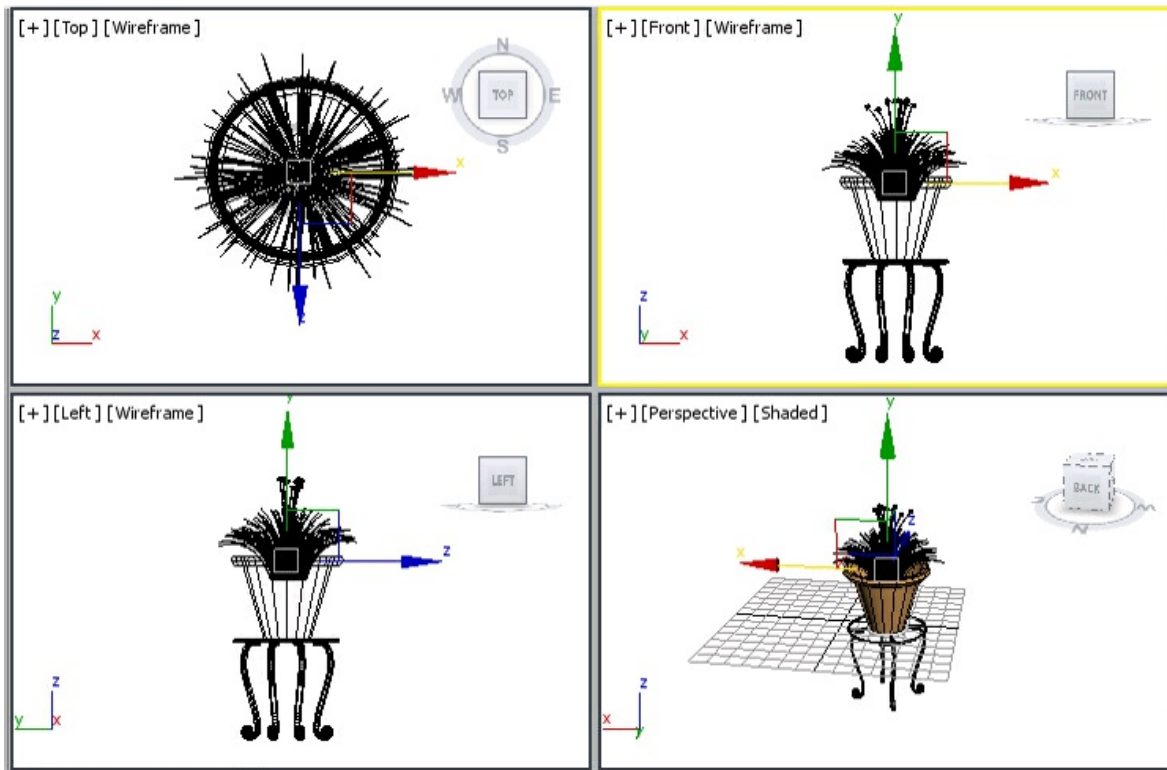 [+] [Top] [Wireframe]
N
W
TOP
E
S
x
z
y
z
x
[+] [Front] [Wireframe]
y
FRONT
x
z
y
x
[+] [Left] [Wireframe]
y
LEFT
z
z
y
x
[+] [Perspective] [Shaded]
y
BACK
N
z
x
z
x
y